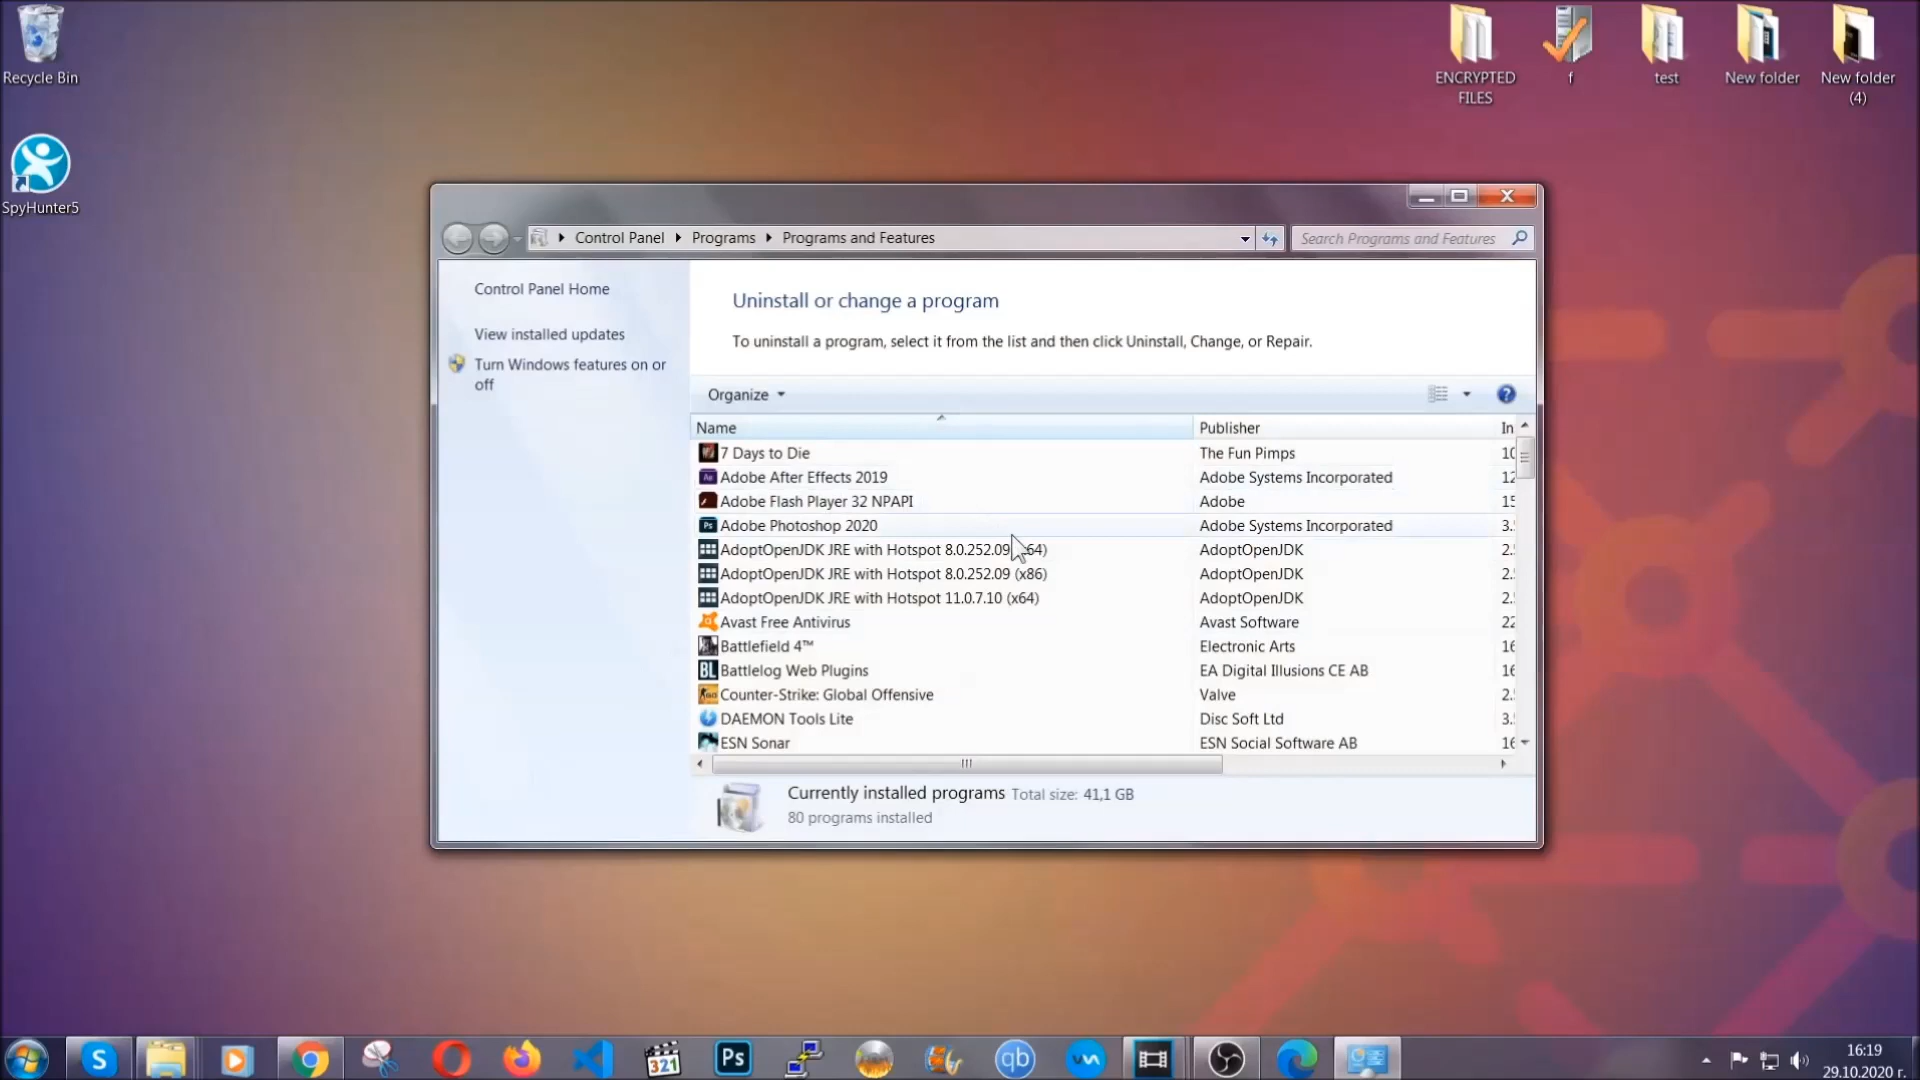 Recycle Bin
SpyHunter5
ENCRYPTED
FILES
f
test
New folder
New folder
(4)
Control Panel
Programs
Programs and Features
Search Programs and Features
Control Panel Home
View installed updates
Turn Windows features on or
off
Uninstall or change a program
To uninstall a program, select it from the list and then click Uninstall, Change, or Repair.
Organize
Name Publisher In
7 Days to Die The Fun Pimps 10
Adobe After Effects 2019 Adobe Systems Incorporated 12
Adobe Flash Player 32 NPAPI Adobe 15
Adobe Photoshop 2020 Adobe Systems Incorporated 3.
AdoptOpenJDK JRE with Hotspot 8.0.252.09 x64) AdoptOpenJDK 2.
AdoptOpenJDK JRE with Hotspot 8.0.252.09 (x86) AdoptOpenJDK 2.
AdoptOpenJDK JRE with Hotspot 11.0.7.10 (x64) AdoptOpenJDK 2.
Avast Free Antivirus Avast Software 22
Battlefield 4™ Electronic Arts 16
Battlelog Web Plugins EA Digital Illusions CE AB 16
Counter-Strike: Global Offensive Valve 2.
DAEMON Tools Lite Disc Soft Ltd 3.
ESN Sonar ESN Social Software AB 16
Currently installed programs Total size: 41,1 GB
80 programs installed
321
Ps
qb
16:19
29.10.2020 г.